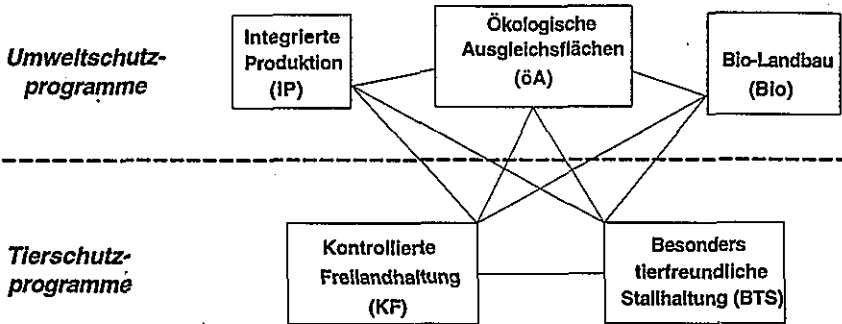 Umweltschutz-
programme
Integrierte
Produktion
(IP)
Ökologische
Ausgleichsflächen
(öA)
Bio-Landbau
(Bio)
Tierschutz-
programme
Kontrollierte
Freilandhaltung
(KF)
Besonders
tierfreundliche
Stallhaltung (BTS)